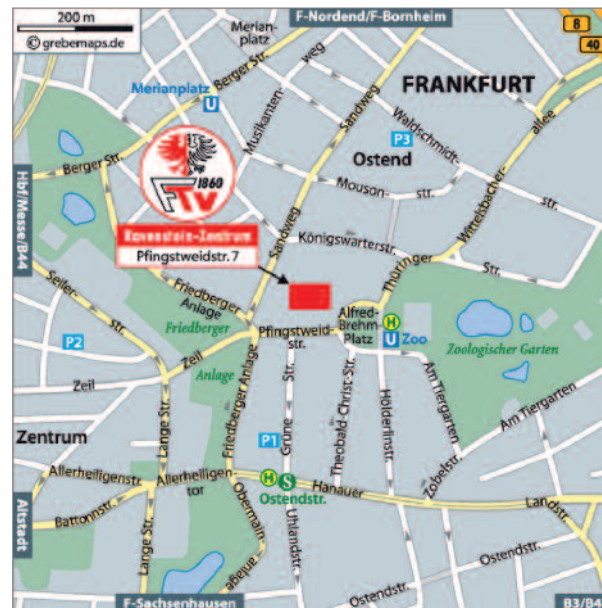 200 m
© grebemaps.de
F-Nordend/F-Bornheim
8
40
Merian-
platz
Berger Str.
weg
Merianplatz
U
Musikanten-
Sandweg
FRANKFURT
Waldschmidt-
str.
allee
P3
Ostend
Berger Str.
1860
FTV
Mouson-
str.
Wittelsbacher-
Hbf/Messe/B44
Ravenstein-Zentrum
Pfingstweidstr. 7
Sandweg
Königswarterstr.
Str.
Thüringer
Seiler-
str.
Friedberger
Anlage
Friedberger
Anlage
P2
Zeil
Zeil
Pfingstweid-
str.
Alfred-
Brehm-
Platz
H
U Zoo
Zoologischer Garten
Am Tiergarten
Am Tiergarten
Friedberger Anlage
Lange Str.
Grüne
Str.
Theobald-Christ-Str.
Hölderlinstr.
Zobelstr.
Zentrum
P1
Allerheiligenstr.
Allerheiligen-
tor
H S
Ostendstr.
Hanauer
Landstr.
Altstadt
Battonnstr.
Lange Str.
Obermain-
anlage
Uhlandstr.
Ostendstr.
Ostendstr.
F-Sachsenhausen
B3/B4